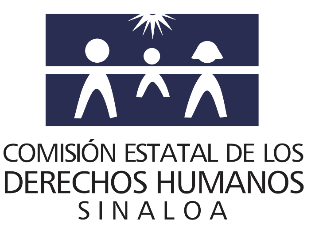 COMISIÓN ESTATAL DE LOS
DERECHOS HUMANOS
SINALOA